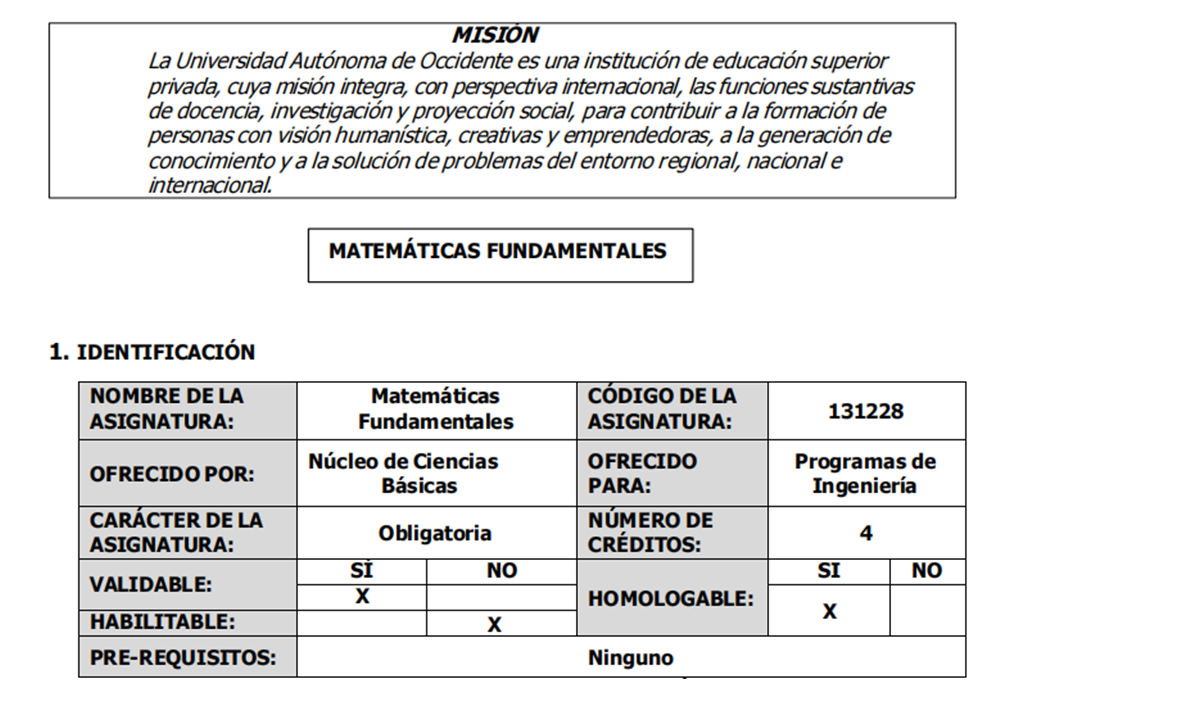 MISIÓN
La Universidad Autónoma de Occidente es una institución de educación superior
privada, cuya misión integra, con perspectiva internacional, las funciones sustantivas
de docencia, investigación y proyección social, para contribuir a la formación de
personas con visión humanística, creativas y emprendedoras, a la generación de
conocimiento y a la solución de problemas del entorno regional, nacional e
internacional.
MATEMÁTICAS FUNDAMENTALES
1. IDENTIFICACIÓN
NOMBRE DE LA
ASIGNATURA:
Matemáticas
Fundamentales
CÓDIGO DE LA
ASIGNATURA:
131228
OFRECIDO POR:
Núcleo de Ciencias
Básicas
OFRECIDO
PARA:
Programas de
Ingeniería
CARÁCTER DE LA
ASIGNATURA:
Obligatoria
NÚMERO DE
CRÉDITOS:
4
VALIDABLE:
SÍ
NO
X
HOMOLOGABLE:
SI
NO
X
HABILITABLE:
X
PRE-REQUISITOS:
Ninguno